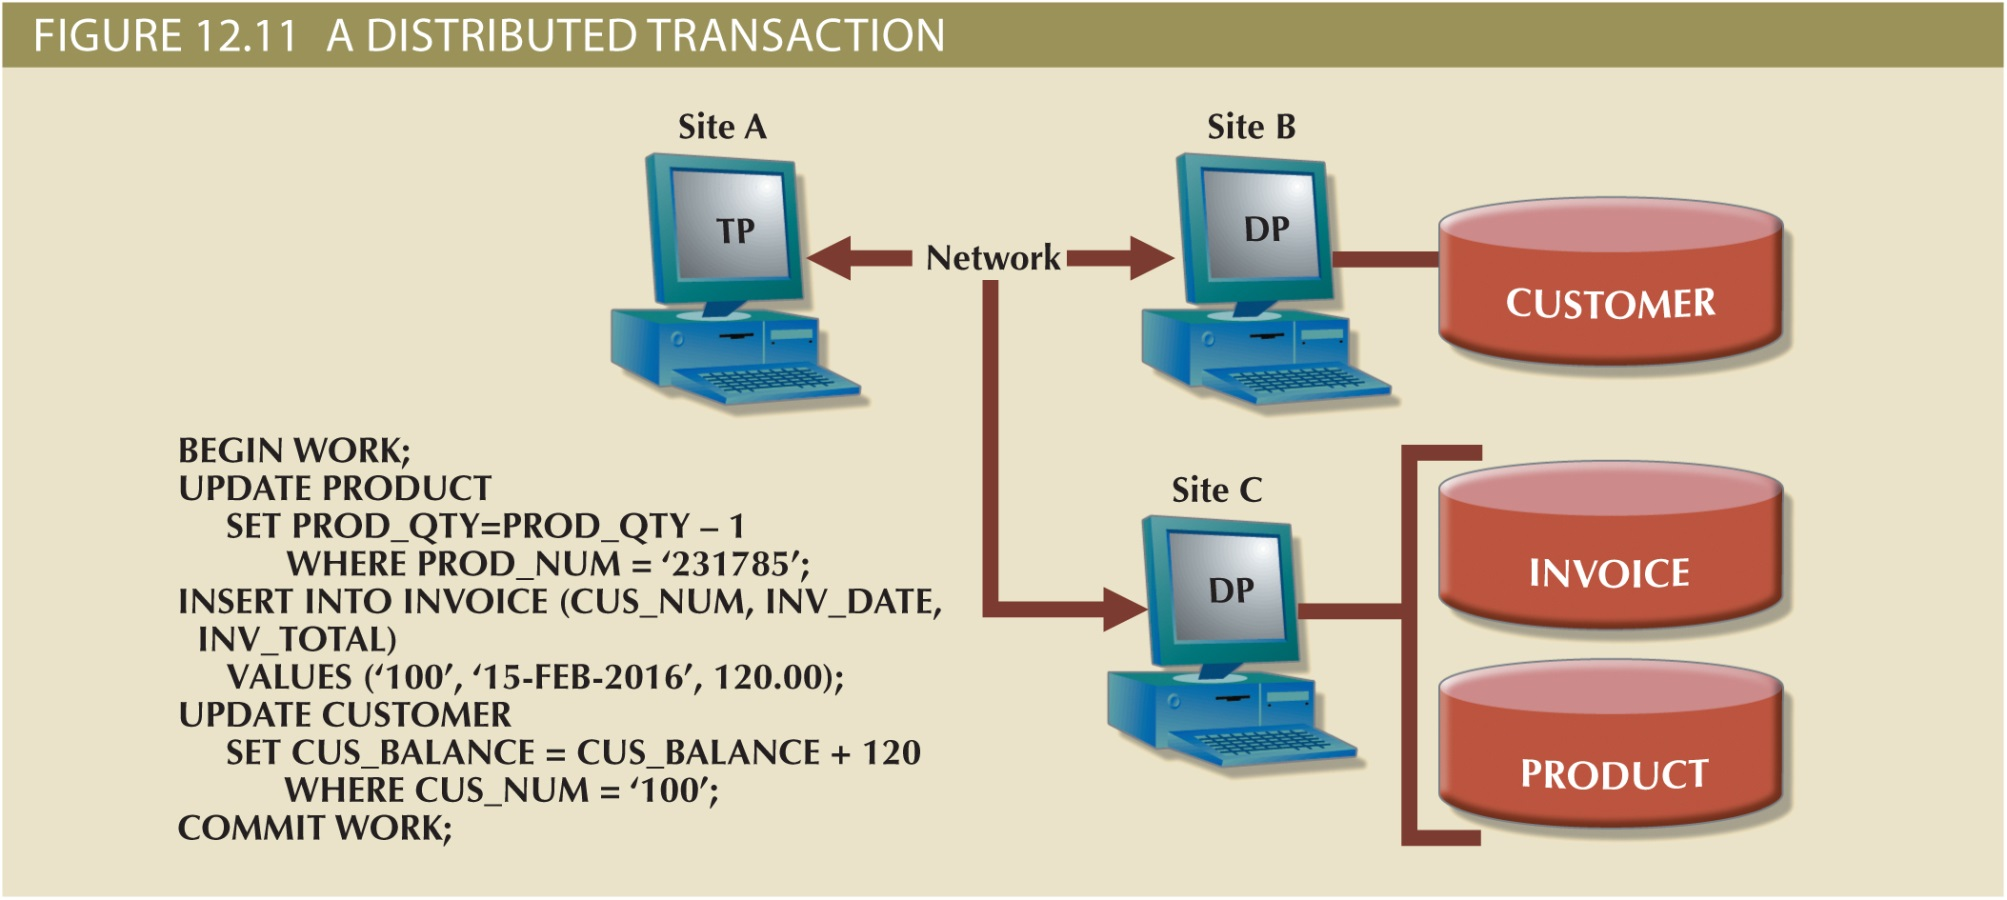 FIGURE 12.11 A DISTRIBUTED TRANSACTION
Site A
Site B
TP
Network
DP
CUSTOMER
BEGIN WORK;
UPDATE PRODUCT
SET PROD_QTY=PROD_QTY – 1
WHERE PROD_NUM = ‘231785’;
INSERT INTO INVOICE (CUS_NUM, INV_DATE,
INV_TOTAL)
VALUES (‘100’, ‘15-FEB-2016’, 120.00);
UPDATE CUSTOMER
SET CUS_BALANCE = CUS_BALANCE + 120
WHERE CUS_NUM = ‘100’;
COMMIT WORK;
Site C
DP
INVOICE
PRODUCT